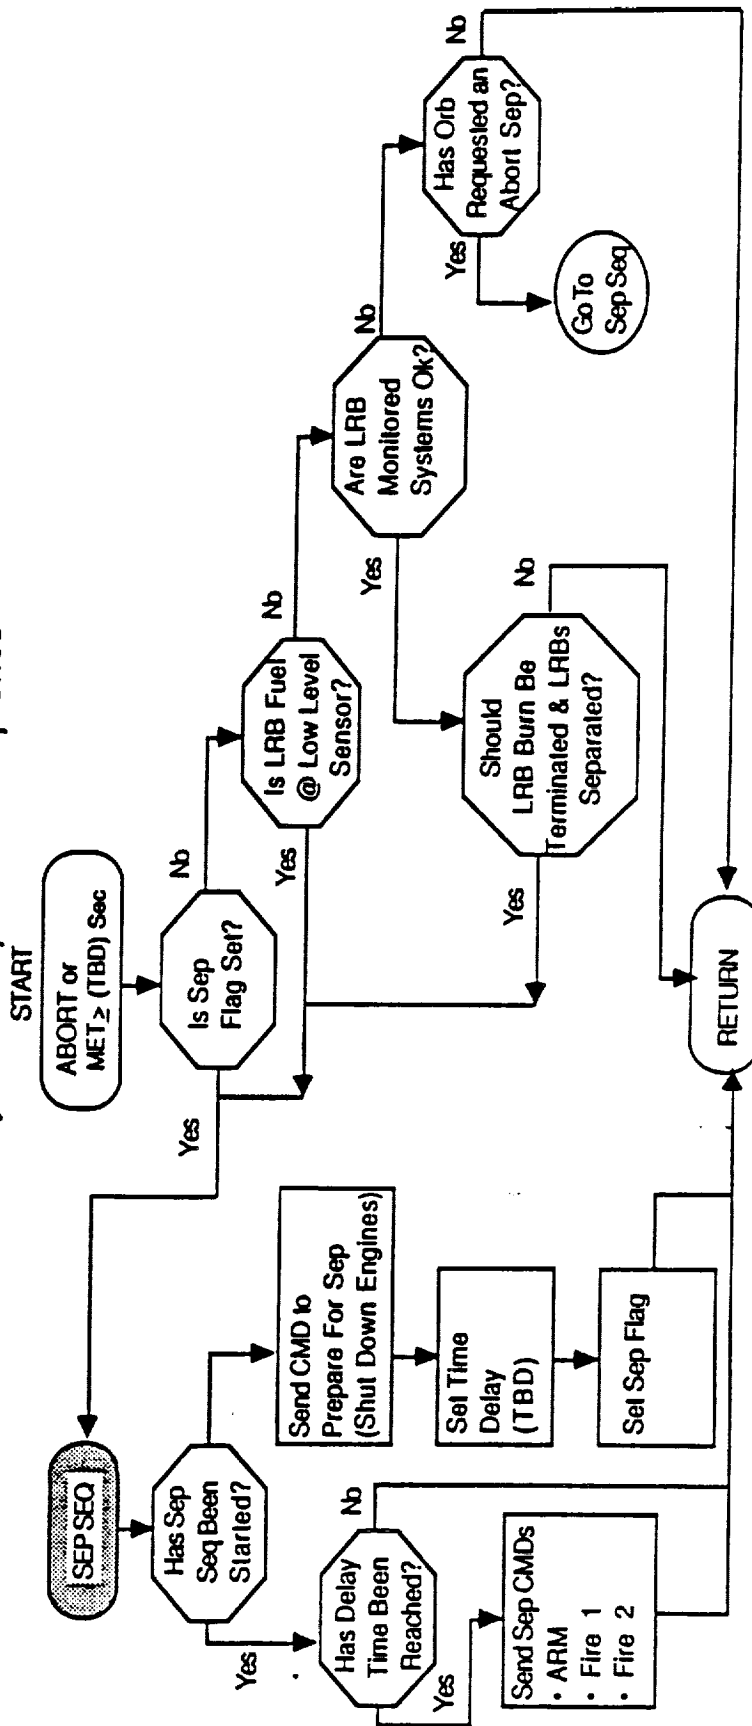 START
ABORT or
MET ≥ (TBD) Sec
Is Sep
Flag Set?
Yes
No
Is LRB Fuel
@ Low Level
Sensor?
Yes
No
Are LRB
Monitored
Systems Ok?
Yes
No
Has Orb
Requested an
Abort Sep?
Yes
No
Go To
Sep Seq
Should
LRB Burn Be
Terminated & LRBs
Separated?
Yes
No
RETURN
SEP SEQ
Has Sep
Seq Been
Started?
Yes
Send CMD to
Prepare For Sep
(Shut Down Engines)
Set Time
Delay
(TBD)
Set Sep Flag
Has Delay
Time Been
Reached?
No
Yes
Send Sep CMDs
• ARM
• Fire 1
• Fire 2